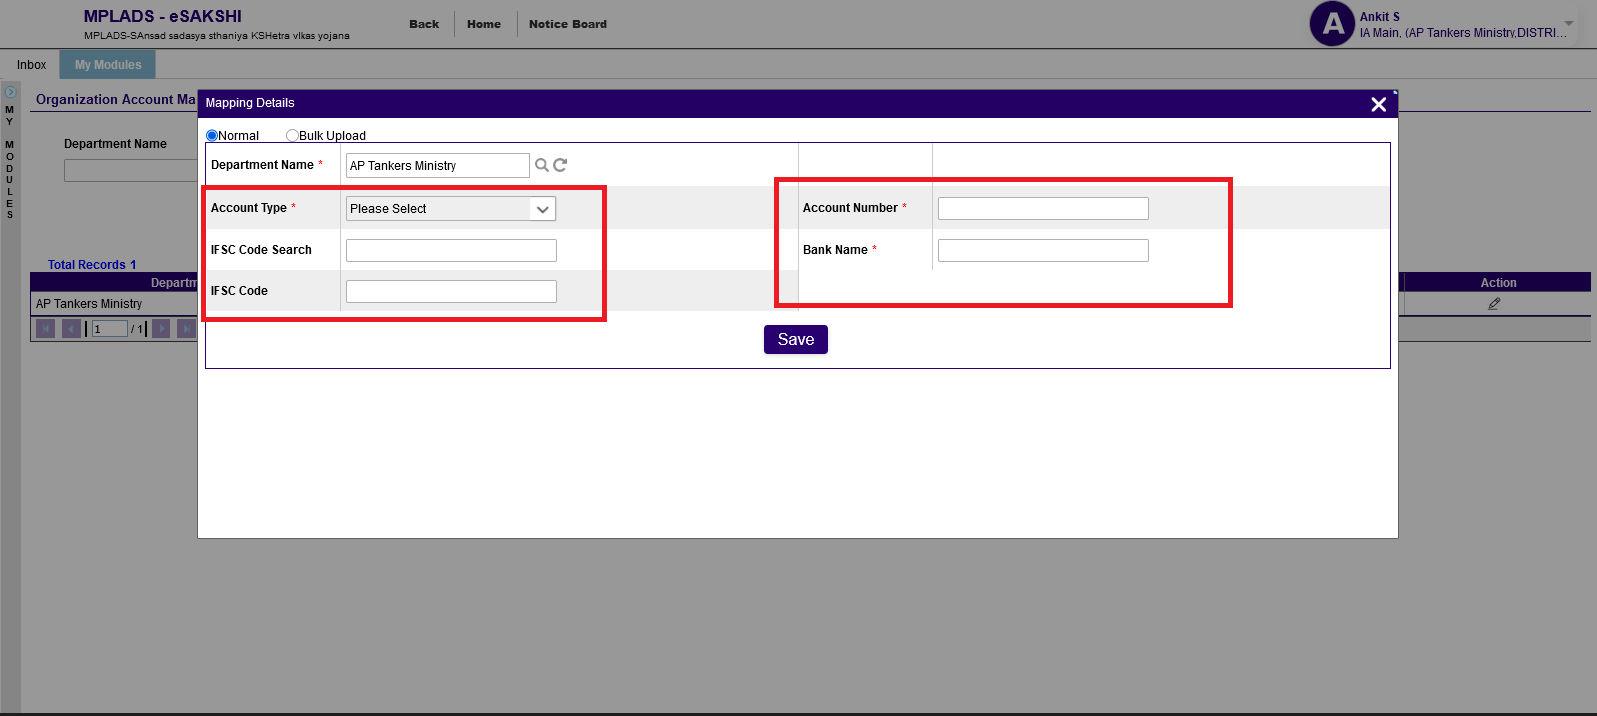 MPLADS - eSAKSHI
MPLADS-SAnsad sadasya sthaniya KSHetra vIkas yojana
Back
Home
Notice Board
A
Ankit S
IA Main, (AP Tankers Ministry,DISTRI...
Inbox
My Modules
MY MODULES
Organization Account Ma
Department Name
Mapping Details
Normal
Bulk Upload
Department Name *
AP Tankers Ministry
Account Type *
Please Select
Account Number *
IFSC Code Search
Bank Name *
IFSC Code
Save
Total Records 1
Departm
Action
AP Tankers Ministry
1 / 1